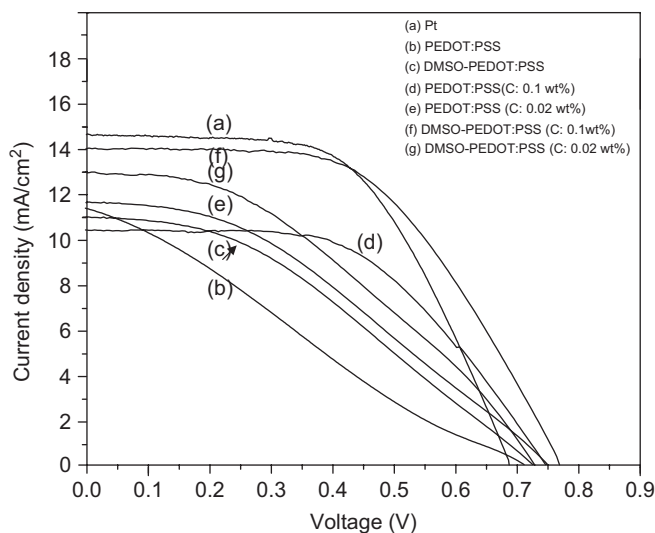 (a) Pt
(b) PEDOT:PSS
(c) DMSO-PEDOT:PSS
(d) PEDOT:PSS(C: 0.1 wt%)
(e) PEDOT:PSS (C: 0.02 wt%)
(f) DMSO-PEDOT:PSS (C: 0.1wt%)
(g) DMSO-PEDOT:PSS (C: 0.02 wt%)
Current density (mA/cm²)
18
16
14
12
10
8
6
4
2
0
(a)
(f)
(g)
(e)
(d)
(c)
(b)
0.0 0.1 0.2 0.3 0.4 0.5 0.6 0.7 0.8 0.9
Voltage (V)